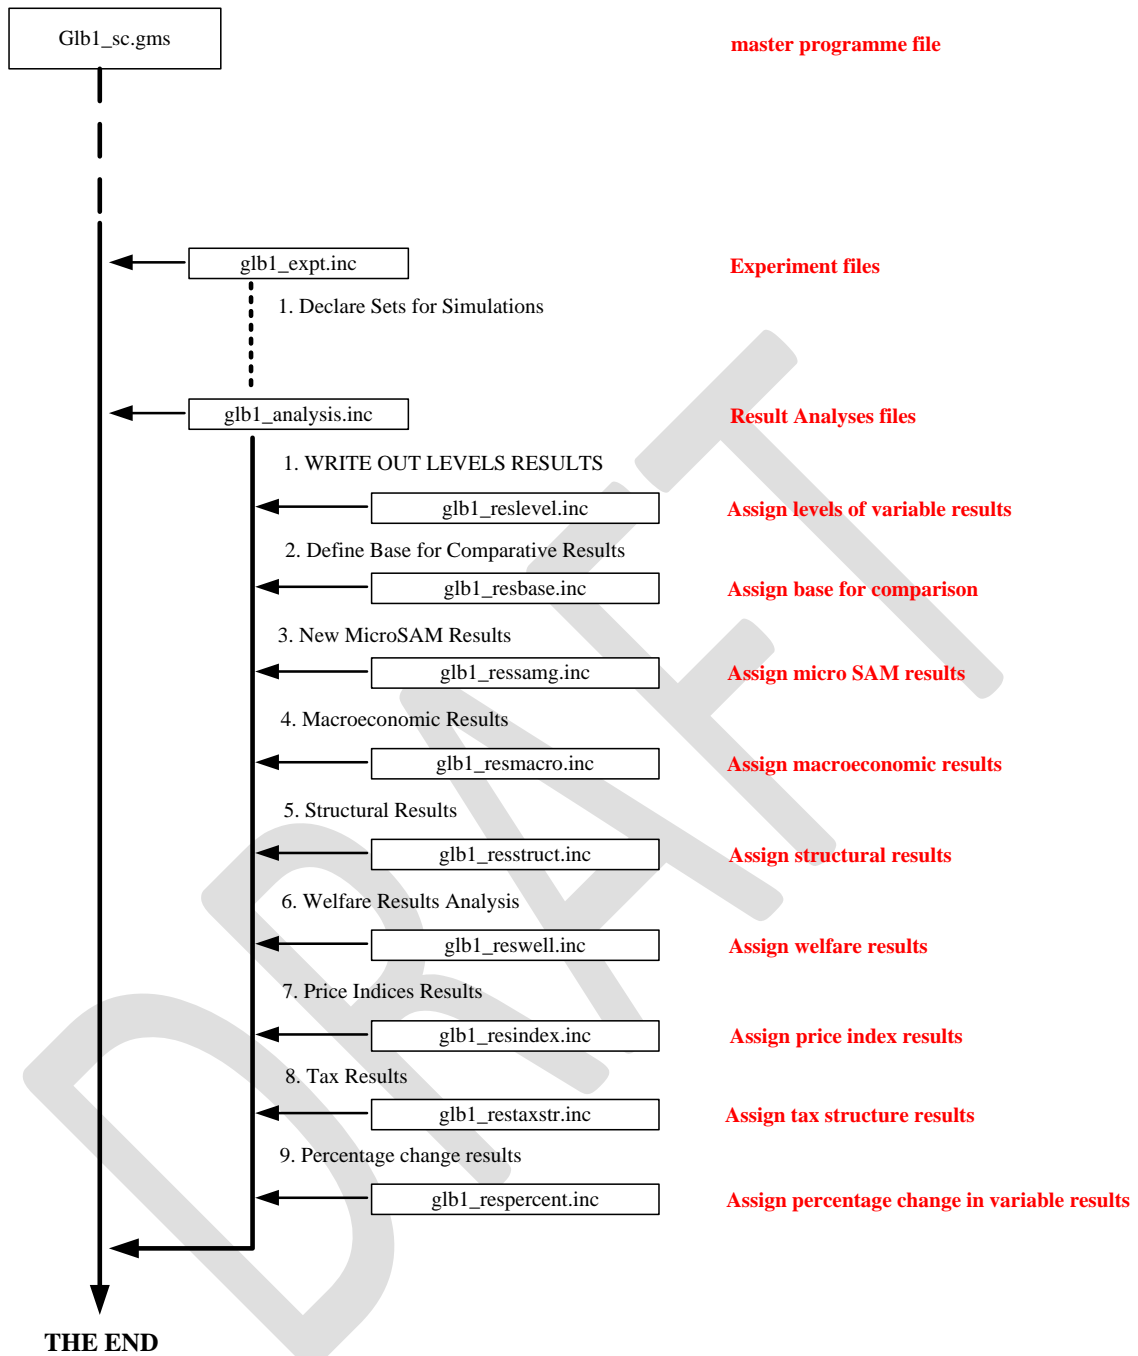 Glb1_sc.gms
master programme file
glb1_expt.inc
Experiment files
1. Declare Sets for Simulations
glb1_analysis.inc
Result Analyses files
1. WRITE OUT LEVELS RESULTS
glb1_reslevel.inc
Assign levels of variable results
2. Define Base for Comparative Results
glb1_resbase.inc
Assign base for comparison
3. New MicroSAM Results
glb1_ressamg.inc
Assign micro SAM results
4. Macroeconomic Results
glb1_resmacro.inc
Assign macroeconomic results
5. Structural Results
glb1_resstruct.inc
Assign structural results
6. Welfare Results Analysis
glb1_reswell.inc
Assign welfare results
7. Price Indices Results
glb1_resindex.inc
Assign price index results
8. Tax Results
glb1_restaxstr.inc
Assign tax structure results
9. Percentage change results
glb1_respercent.inc
Assign percentage change in variable results
THE END
DRAFT